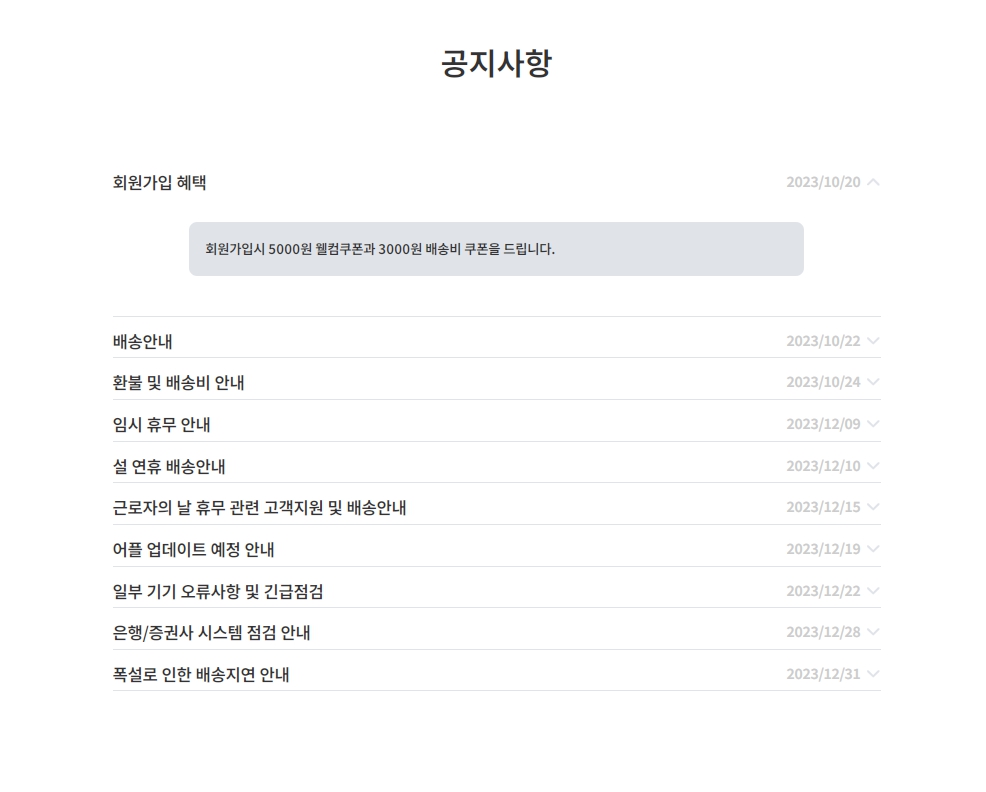 공지사항
회원가입 혜택 2023/10/20
회원가입시 5000원 웰컴쿠폰과 3000원 배송비 쿠폰을 드립니다.
배송안내 2023/10/22
환불 및 배송비 안내 2023/10/24
임시 휴무 안내 2023/12/09
설 연휴 배송안내 2023/12/10
근로자의 날 휴무 관련 고객지원 및 배송안내 2023/12/15
어플 업데이트 예정 안내 2023/12/19
일부 기기 오류사항 및 긴급점검 2023/12/22
은행/증권사 시스템 점검 안내 2023/12/28
폭설로 인한 배송지연 안내 2023/12/31